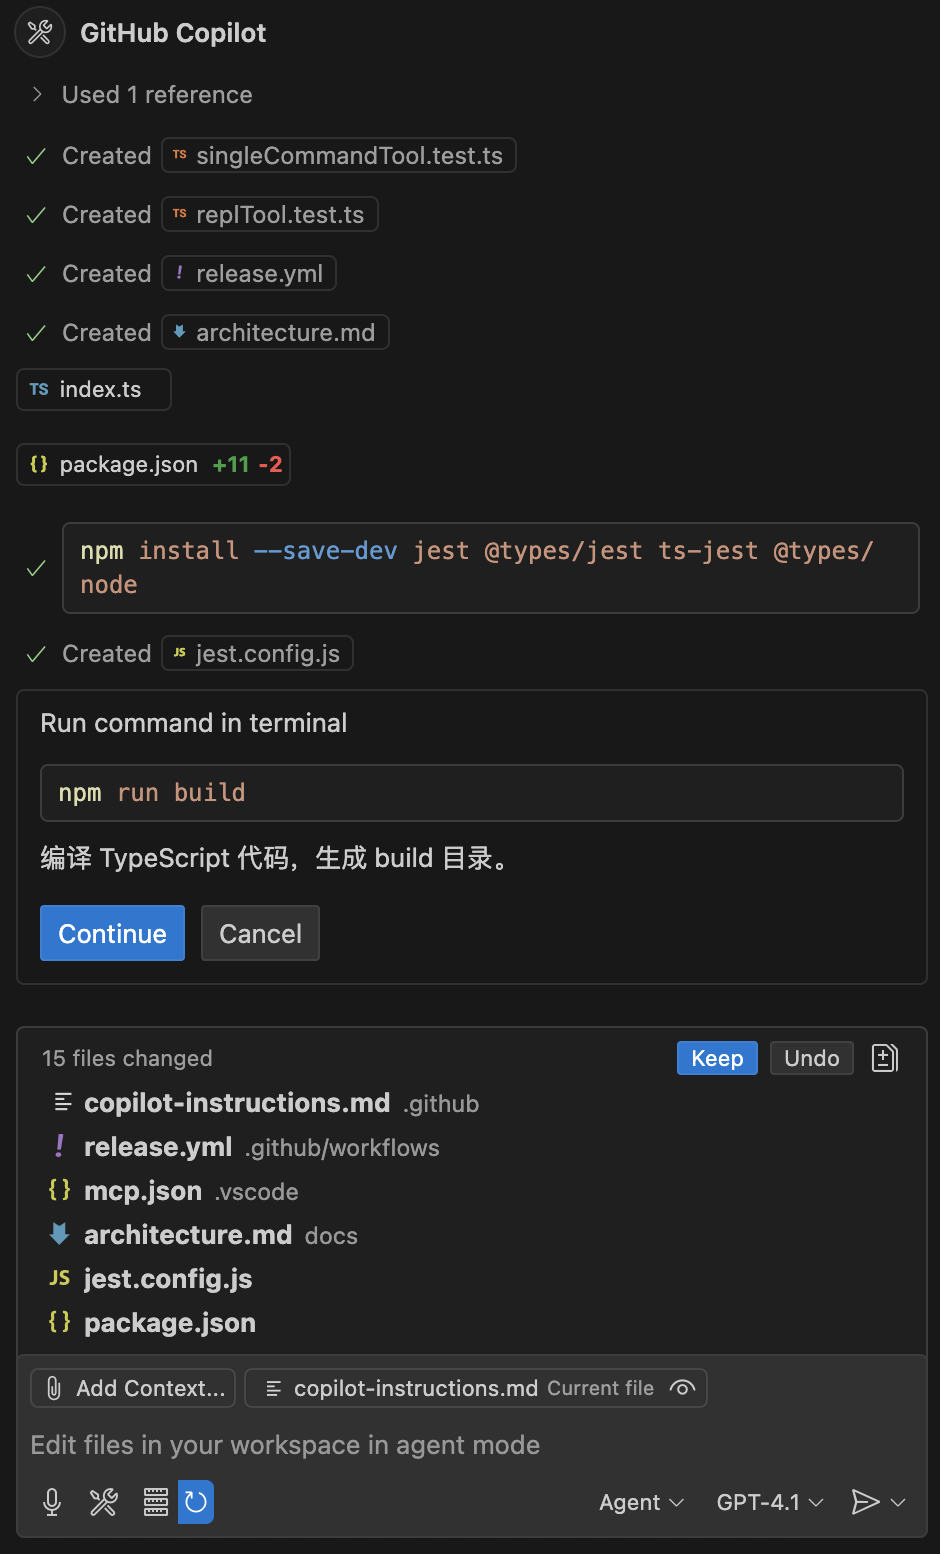 GitHub Copilot
Used 1 reference
Created TS singleCommandTool.test.ts
Created TS replTool.test.ts
Created ! release.yml
Created architecture.md
TS index.ts
{} package.json +11 -2
npm install --save-dev jest @types/jest ts-jest @types/
node
Created JS jest.config.js
Run command in terminal
npm run build
编译 TypeScript 代码，生成 build 目录。
Continue Cancel
15 files changed Keep Undo
copilot-instructions.md .github
! release.yml .github/workflows
{} mcp.json .vscode
architecture.md docs
JS jest.config.js
{} package.json
Add Context... copilot-instructions.md Current file
Edit files in your workspace in agent mode
Agent GPT-4.1